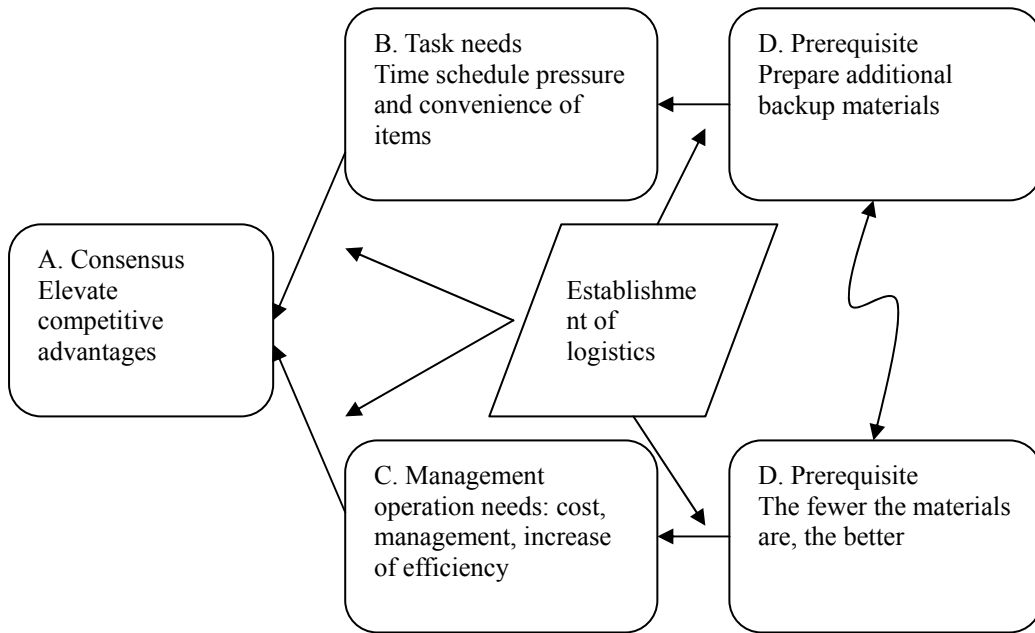 B. Task needs
Time schedule pressure
and convenience of
items
D. Prerequisite
Prepare additional
backup materials
A. Consensus
Elevate
competitive
advantages
Establishme
nt of
logistics
C. Management
operation needs: cost,
management, increase
of efficiency
D. Prerequisite
The fewer the materials
are, the better